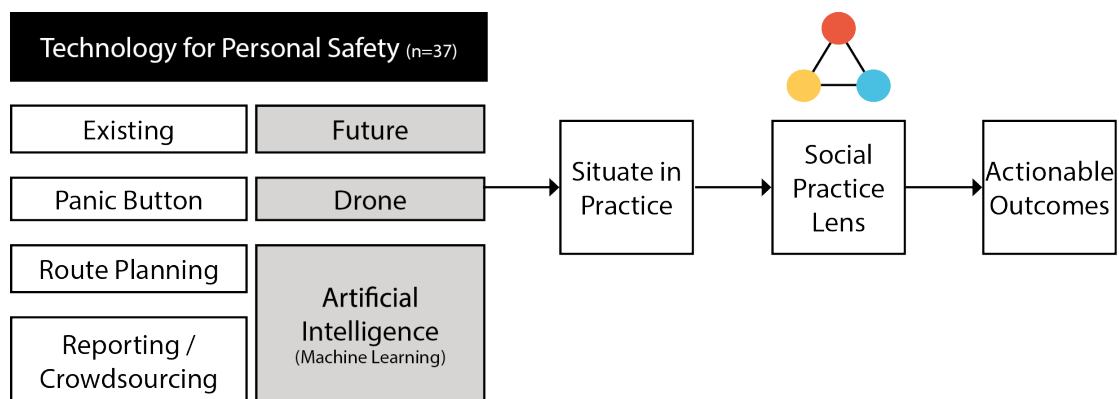 Technology for Personal Safety (n=37)
Existing
Future
Panic Button
Drone
Route Planning
Artificial
Intelligence
(Machine Learning)
Reporting /
Crowdsourcing
Situate in
Practice
Social
Practice
Lens
Actionable
Outcomes